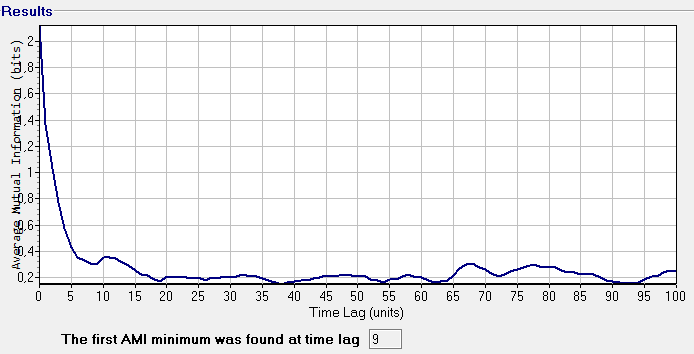 Results
Average Mutual Information (bits)
2
1,8
1,6
1,4
1,2
1
0,8
0,6
0,4
0,2
0 5 10 15 20 25 30 35 40 45 50 55 60 65 70 75 80 85 90 95 100
Time Lag (units)
The first AMI minimum was found at time lag 9